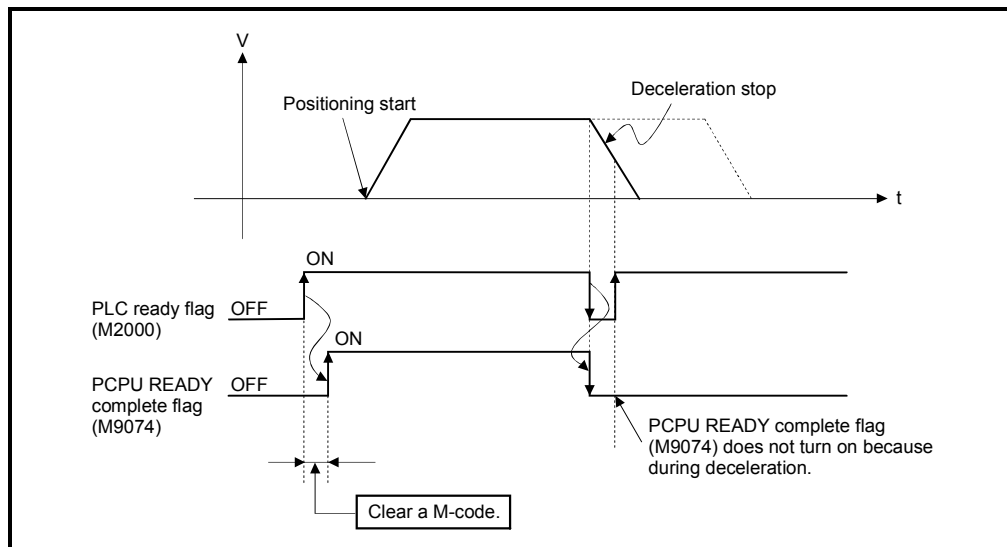 V
Positioning start
Deceleration stop
t
ON
PLC ready flag
(M2000)
OFF
ON
PCPU READY
complete flag
(M9074)
OFF
PCPU READY complete flag
(M9074) does not turn on because
during deceleration.
Clear a M-code.